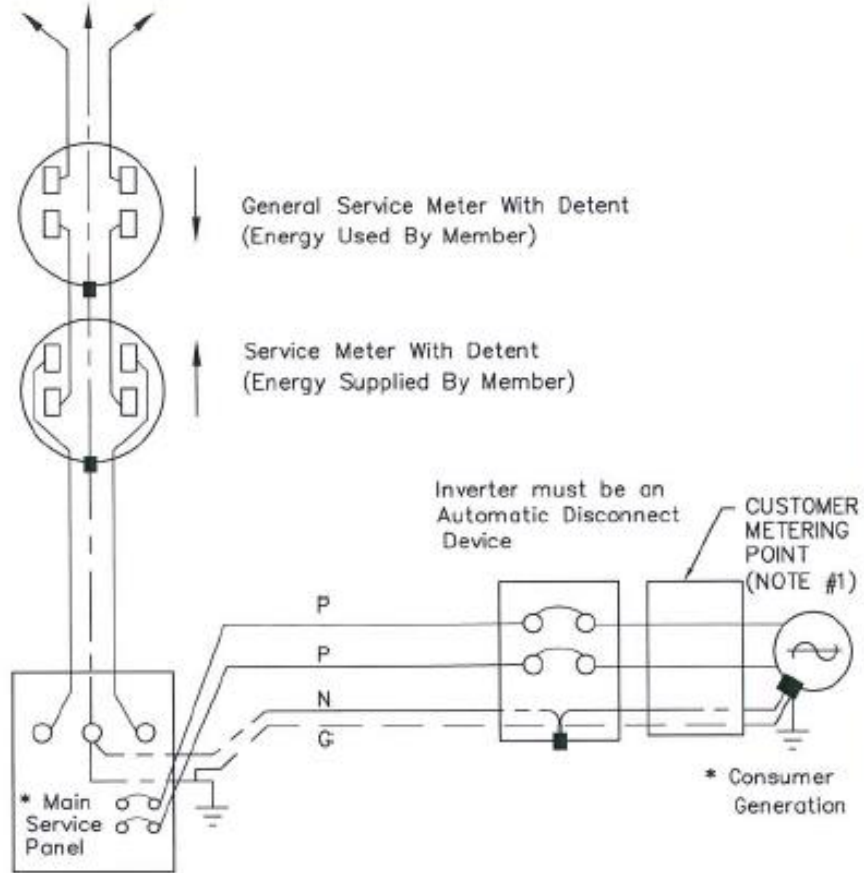 General Service Meter With Detent
(Energy Used By Member)
Service Meter With Detent
(Energy Supplied By Member)
Inverter must be an
Automatic Disconnect
Device
CUSTOMER
METERING
POINT
(NOTE #1)
P
P
N
G
* Main
Service
Panel
* Consumer
Generation